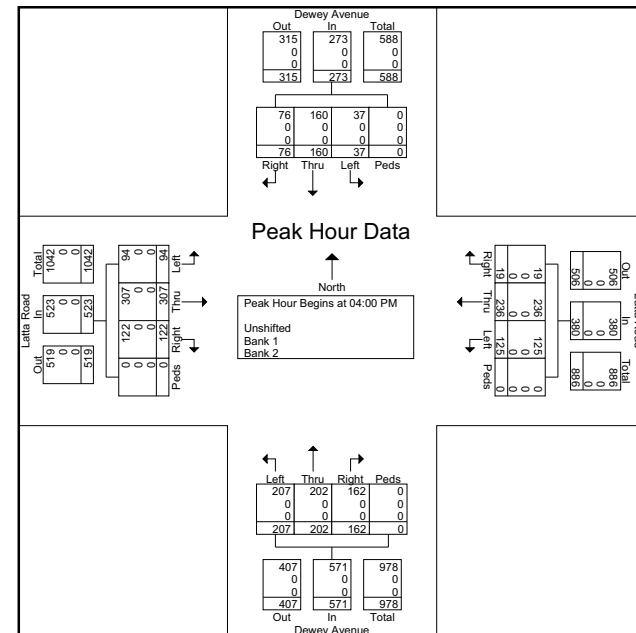 Dewey Avenue
Out In Total
315 273 588
0 0 0
0 0 0
315 273 588
76 160 37 0
0 0 0 0
0 0 0 0
76 160 37 0
Right Thru Left Peds
Peak Hour Data
North
Peak Hour Begins at 04:00 PM
Unshifted
Bank 1
Bank 2
Latta Road
Total In Out
1042 523 519
0 0 0
0 0 0
1042 523 519
94 307 122 0
0 0 0 0
0 0 0 0
94 307 122 0
Left Thru Right Peds
Out In Total
506 380 886
0 0 0
0 0 0
506 380 886
19 236 125 0
0 0 0 0
0 0 0 0
19 236 125 0
Right Thru Left Peds
Left Thru Right Peds
207 202 162 0
0 0 0 0
0 0 0 0
207 202 162 0
407 571 978
0 0 0
0 0 0
407 571 978
Out In Total
Dewey Avenue